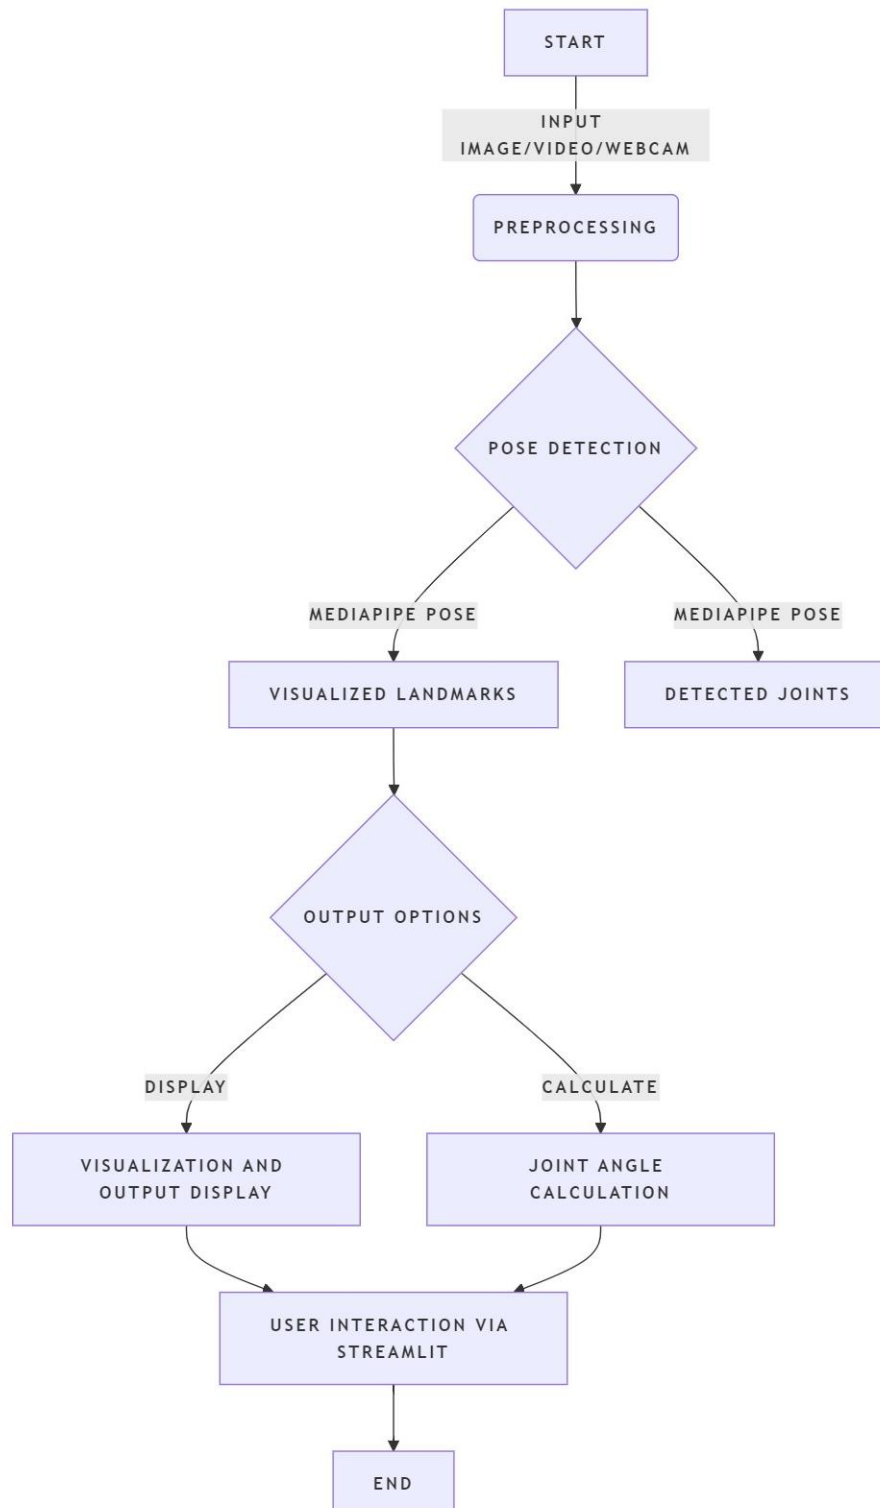 START
INPUT
IMAGE/VIDEO/WEBCAM
PREPROCESSING
POSE DETECTION
MEDIAPIPE POSE
MEDIAPIPE POSE
VISUALIZED LANDMARKS
DETECTED JOINTS
OUTPUT OPTIONS
DISPLAY
CALCULATE
VISUALIZATION AND
OUTPUT DISPLAY
JOINT ANGLE
CALCULATION
USER INTERACTION VIA
STREAMLIT
END